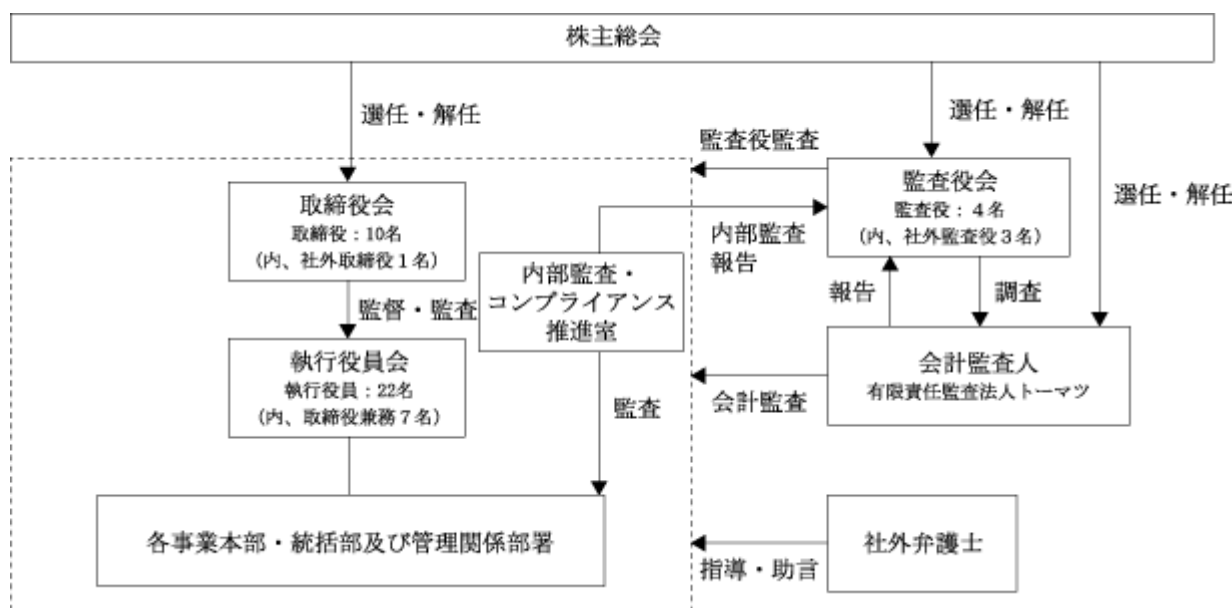 株主総会
選任・解任
選任・解任
選任・解任
監査役監査
取締役会
取締役：10名
（内、社外取締役１名）
監査役会
監査役：４名
（内、社外監査役３名）
内部監査
報告
内部監査・
コンプライアンス
推進室
監督・監査
報告
調査
執行役員会
執行役員：22名
（内、取締役兼務７名）
会計監査人
有限責任監査法人トーマツ
会計監査
監査
各事業本部・統括部及び管理関係部署
社外弁護士
指導・助言